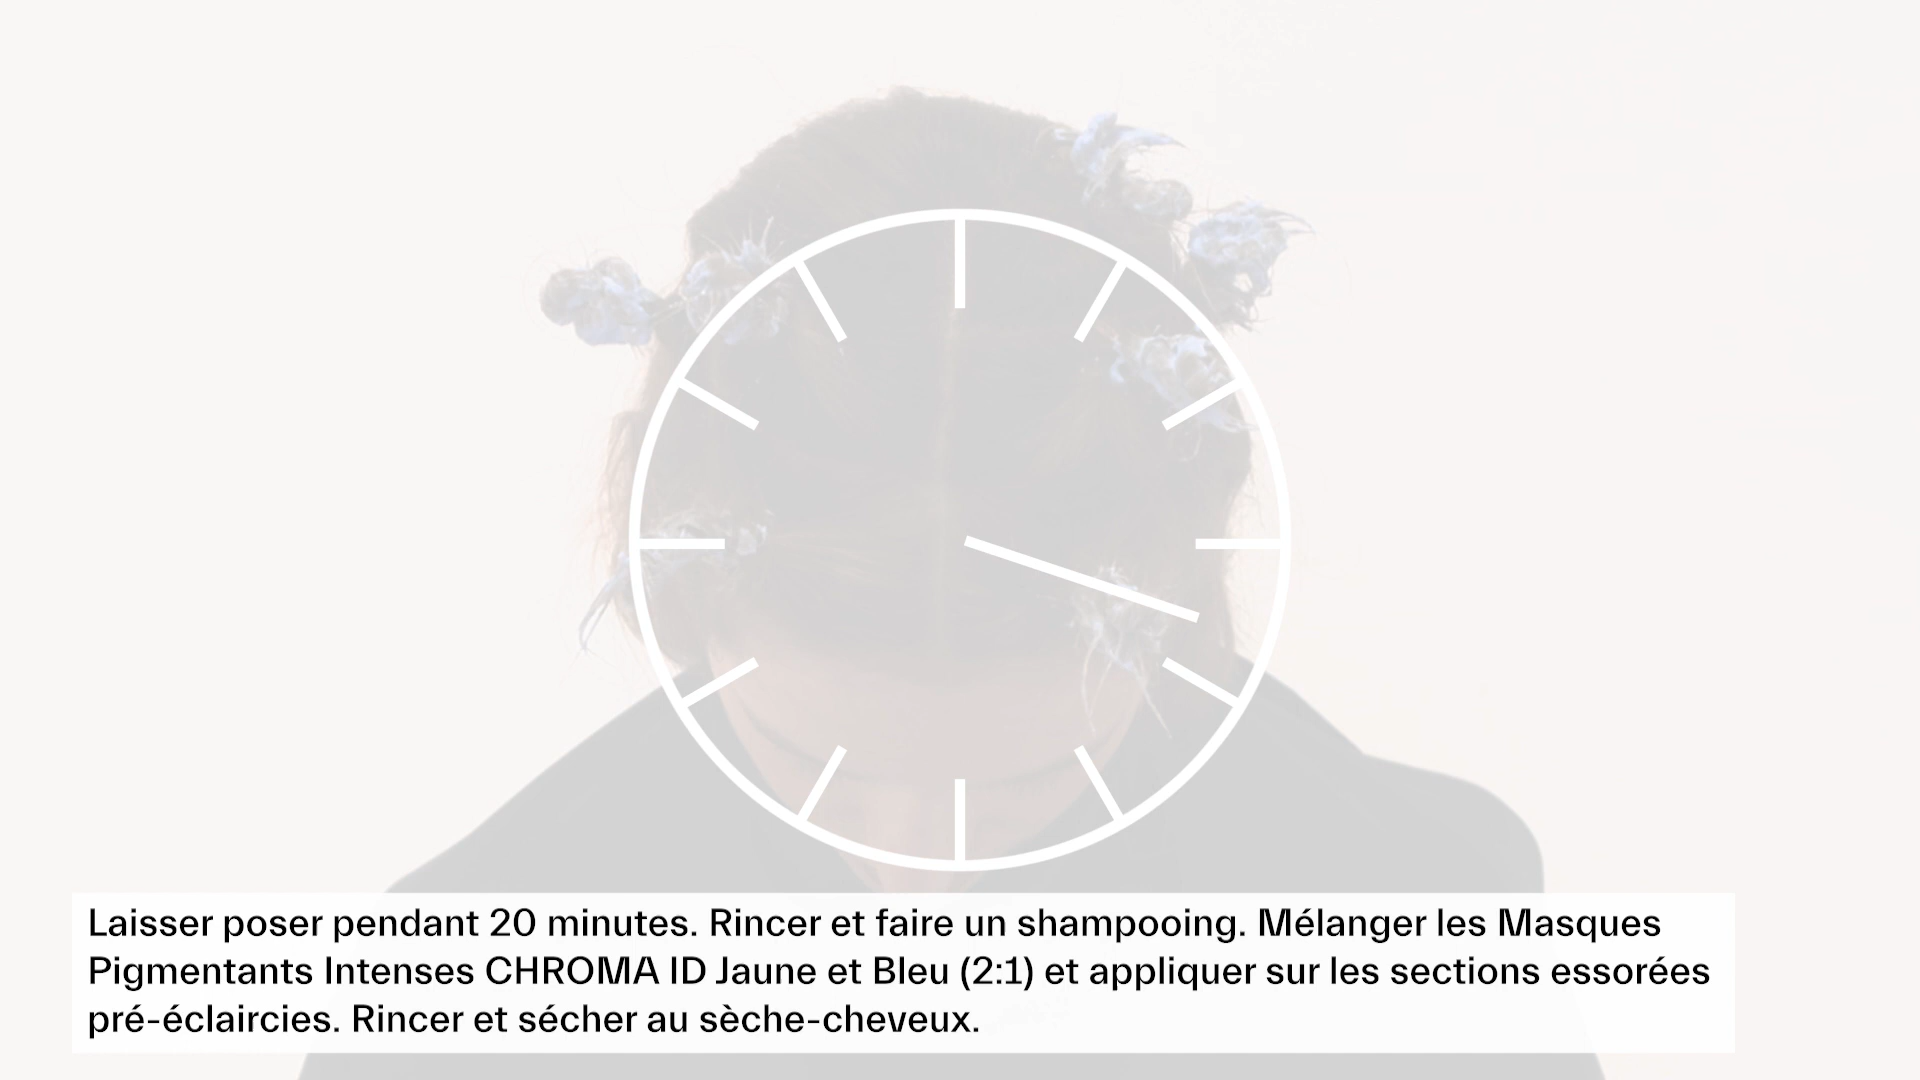 Laisser poser pendant 20 minutes. Rincer et faire un shampooing. Mélanger les Masques
Pigmentants Intenses CHROMA ID Jaune et Bleu (2:1) et appliquer sur les sections essorées
pré-éclaircies. Rincer et sécher au sèche-cheveux.